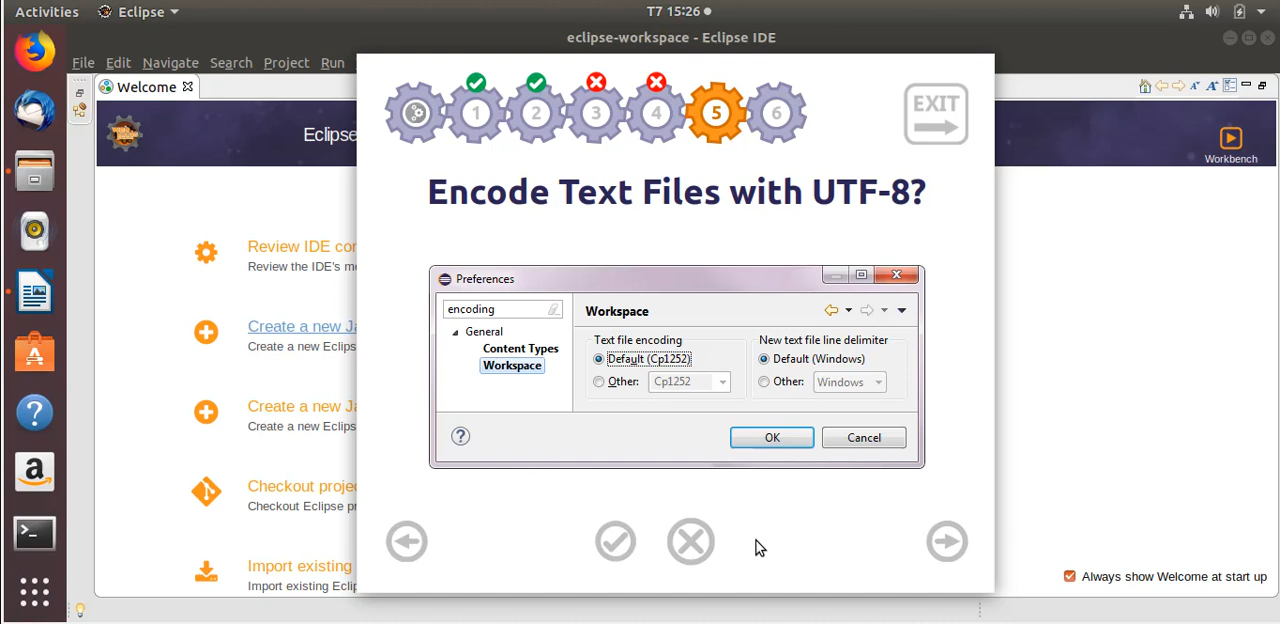 Activities Eclipse T7 15:26
eclipse-workspace - Eclipse IDE
File Edit Navigate Search Project Run
Welcome
1 2 3 4 5 6
EXIT
Eclipse
Workbench
Encode Text Files with UTF-8?
Review IDE con
Review the IDE's m
Create a new Ja
Create a new Eclips
Create a new Ja
Create a new Eclips
Checkout proje
Checkout Eclipse pr
Import existing
Import existing Eclip
Preferences
encoding
General
Content Types
Workspace
Workspace
Text file encoding
Default (Cp1252)
Other: Cp1252
New text file line delimiter
Default (Windows)
Other: Windows
OK Cancel
Always show Welcome at start up